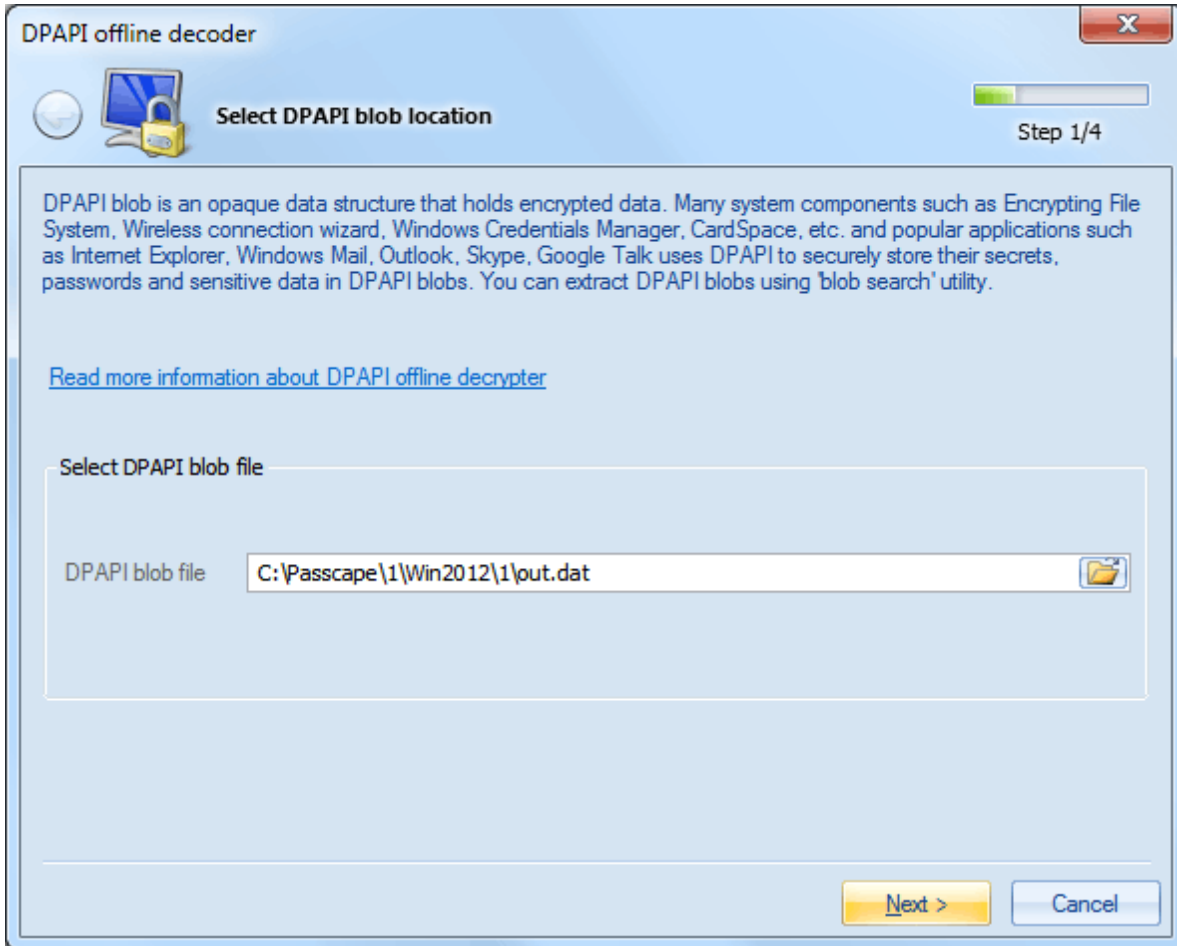 DPAPI offline decoder
Select DPAPI blob location
Step 1/4
DPAPI blob is an opaque data structure that holds encrypted data. Many system components such as Encrypting File
System, Wireless connection wizard, Windows Credentials Manager, CardSpace, etc. and popular applications such
as Internet Explorer, Windows Mail, Outlook, Skype, Google Talk uses DPAPI to securely store their secrets,
passwords and sensitive data in DPAPI blobs. You can extract DPAPI blobs using 'blob search' utility.
Read more information about DPAPI offline decrypter
Select DPAPI blob file
DPAPI blob file
C:\Passcape\1\Win2012\1\out.dat
Next >
Cancel